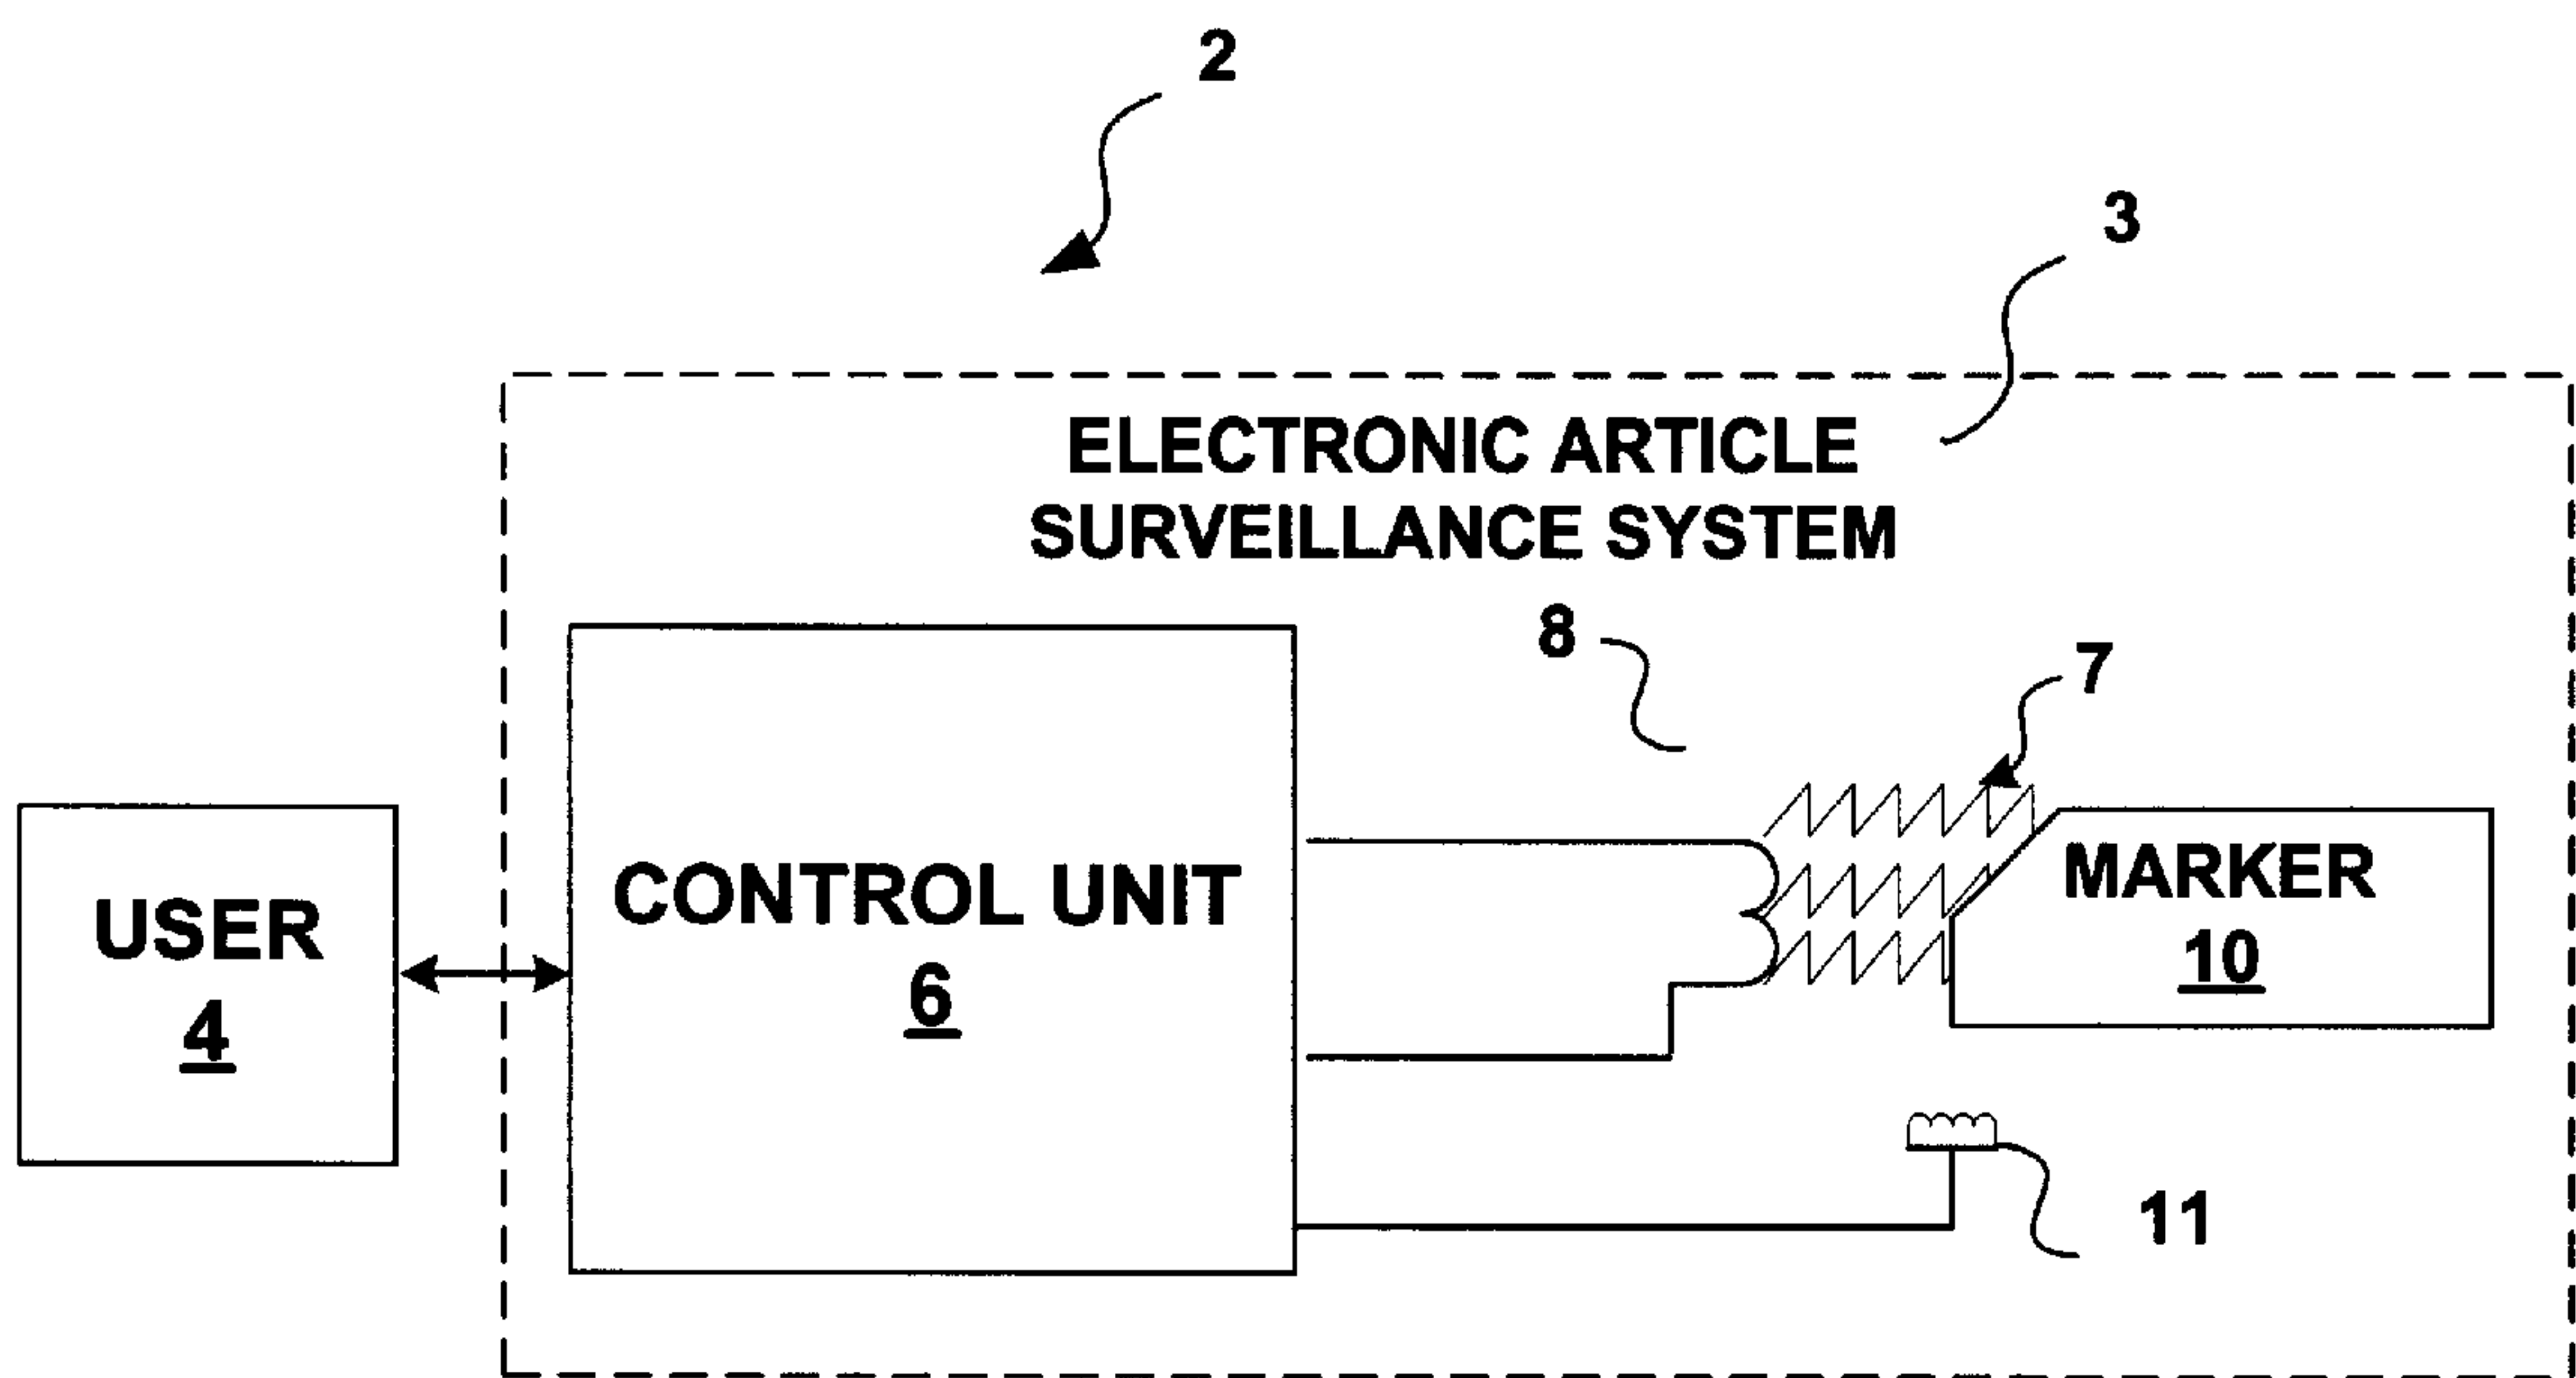 2
3
ELECTRONIC ARTICLE
SURVEILLANCE SYSTEM
8
7
USER
4
CONTROL UNIT
6
MARKER
10
11